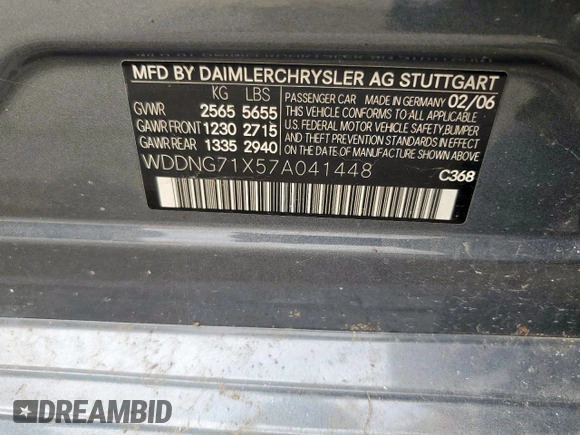 MFD BY DAIMLERCHRYSLER AG STUTTGART
KG LBS
GVWR 2565 5655
GAWR FRONT 1230 2715
GAWR REAR 1335 2940
PASSENGER CAR MADE IN GERMANY 02/06
THIS VEHICLE CONFORMS TO ALL APPLICABLE
U.S. FEDERAL MOTOR VEHICLE SAFETY, BUMPER
AND THEFT PREVENTION STANDARDS IN EFFECT
ON THE DATE OF MANUFACTURE SHOWN ABOVE.
WDDNG71X57A041448
C368
DREAMBID